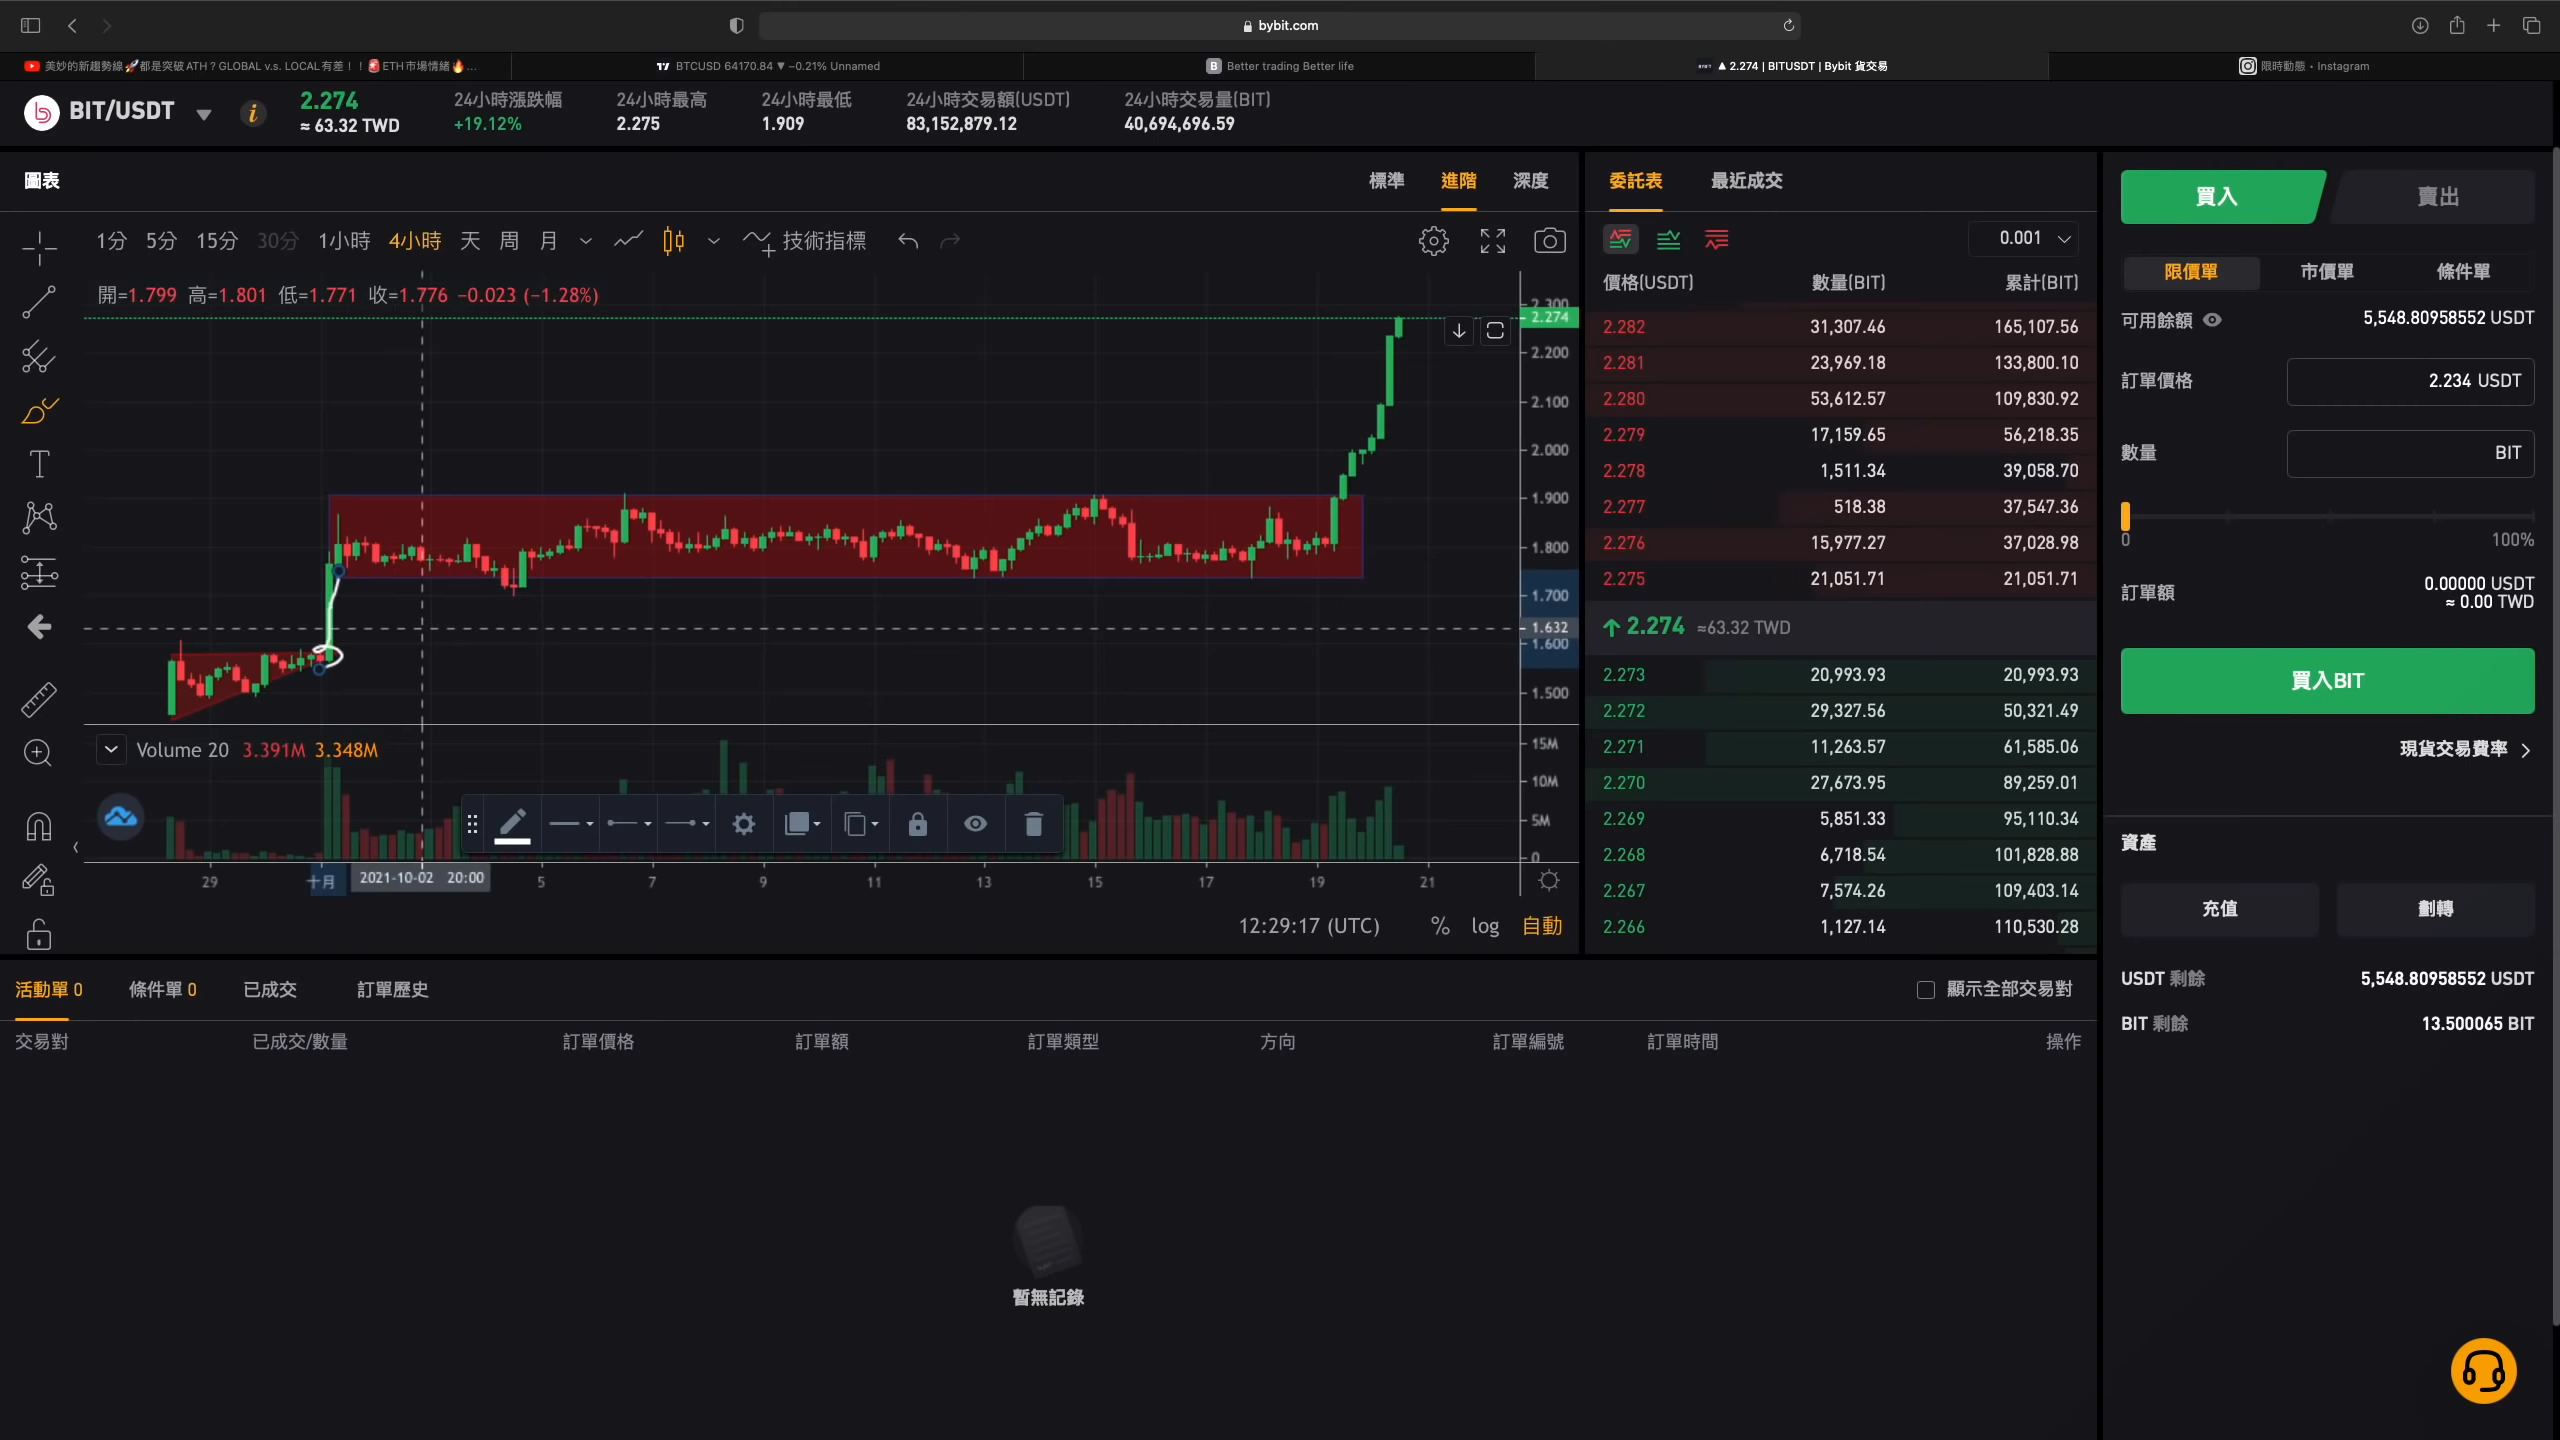 bybit.com
美妙的新趨勢線🚀都是突破ATH？GLOBAL v.s. LOCAL有差！！🚨ETH市場情緒🔥...
BTCUSD 64170.84 ▼ −0.21% Unnamed
Better trading Better life
▲ 2.274 | BITUSDT | Bybit 貨交易
限時動態 • Instagram
BIT/USDT
2.274
≈ 63.32 TWD
24小時漲跌幅
+19.12%
24小時最高
2.275
24小時最低
1.909
24小時交易額(USDT)
83,152,879.12
24小時交易量(BIT)
40,694,696.59
圖表
標準 進階 深度
1分 5分 15分 30分 1小時 4小時 天 周 月 技術指標
開=1.799 高=1.801 低=1.771 收=1.776 −0.023 (−1.28%)
2.300
2.274
2.200
2.100
2.000
1.900
1.800
1.700
1.632
1.600
1.500
Volume 20 3.391M 3.348M
15M
10M
5M
0
29 十月 2021-10-02 20:00 5 7 9 11 13 15 17 19 21
12:29:17 (UTC) % log 自動
委託表 最近成交
0.001
價格(USDT) 數量(BIT) 累計(BIT)
2.282 31,307.46 165,107.56
2.281 23,969.18 133,800.10
2.280 53,612.57 109,830.92
2.279 17,159.65 56,218.35
2.278 1,511.34 39,058.70
2.277 518.38 37,547.36
2.276 15,977.27 37,028.98
2.275 21,051.71 21,051.71
2.274 ≈63.32 TWD
2.273 20,993.93 20,993.93
2.272 29,327.56 50,321.49
2.271 11,263.57 61,585.06
2.270 27,673.95 89,259.01
2.269 5,851.33 95,110.34
2.268 6,718.54 101,828.88
2.267 7,574.26 109,403.14
2.266 1,127.14 110,530.28
買入 賣出
限價單 市價單 條件單
可用餘額 5,548.80958552 USDT
訂單價格 2.234 USDT
數量 BIT
0 100%
訂單額 0.00000 USDT
≈ 0.00 TWD
買入BIT
現貨交易費率
資產
充值 劃轉
USDT 剩餘 5,548.80958552 USDT
BIT 剩餘 13.500065 BIT
活動單 0 條件單 0 已成交 訂單歷史
顯示全部交易對
交易對 已成交/數量 訂單價格 訂單額 訂單類型 方向 訂單編號 訂單時間 操作
暫無記錄